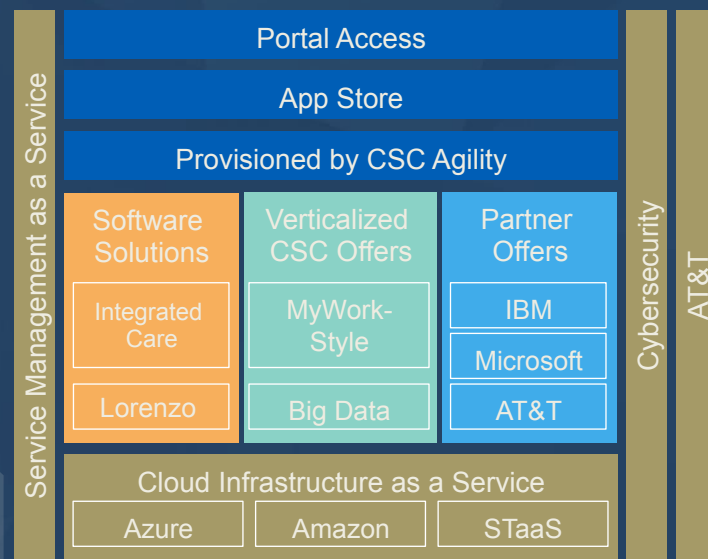 Service Management as a Service
Portal Access
App Store
Provisioned by CSC Agility
Software
Solutions
Integrated
Care
Lorenzo
Verticalized
CSC Offers
MyWork-
Style
Big Data
Partner
Offers
IBM
Microsoft
AT&T
Cloud Infrastructure as a Service
Azure
Amazon
STaaS
Cybersecurity
AT&T